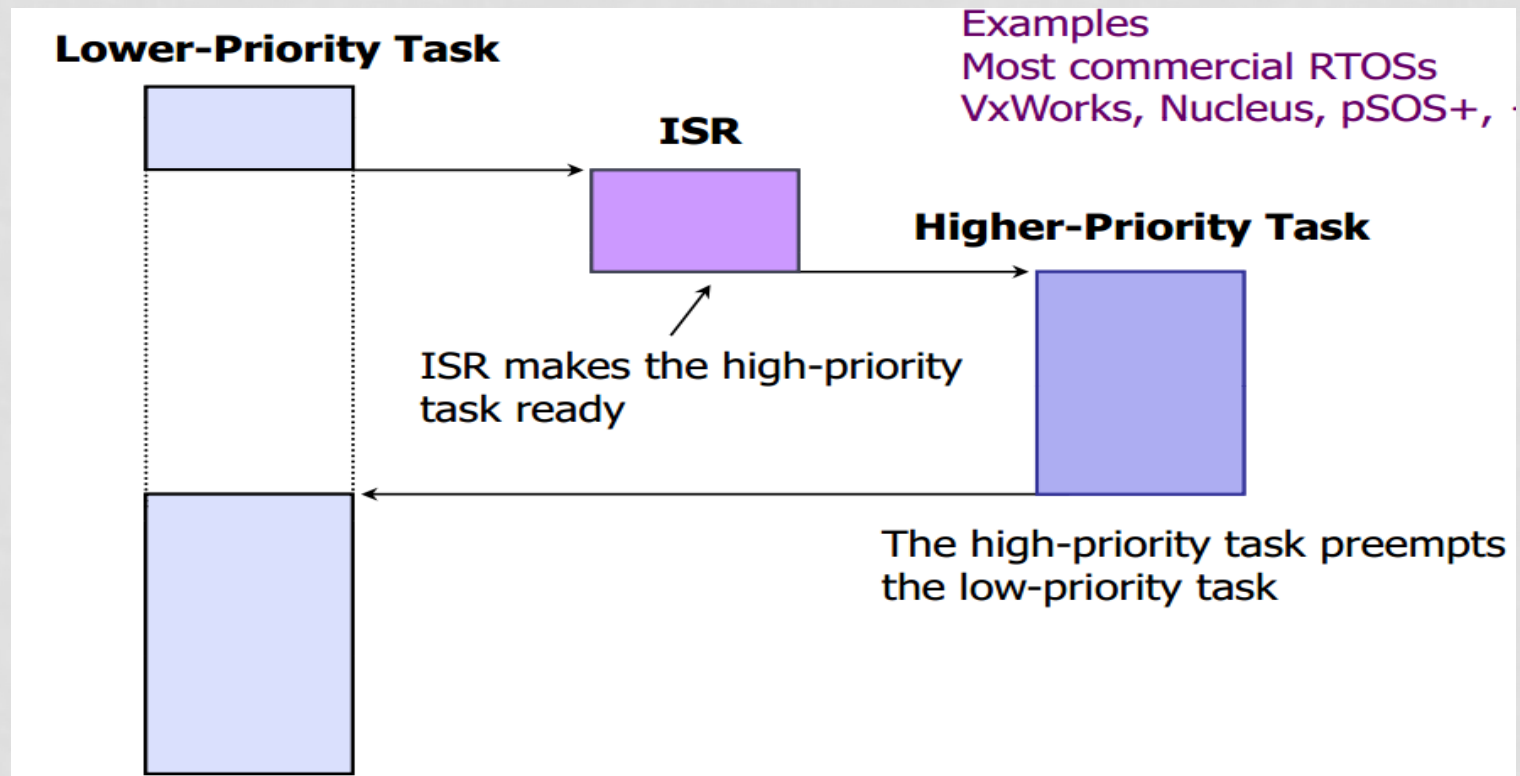 Examples
Most commercial RTOSs
VxWorks, Nucleus, pSOS+,
Lower-Priority Task
ISR
Higher-Priority Task
ISR makes the high-priority
task ready
The high-priority task preempts
the low-priority task